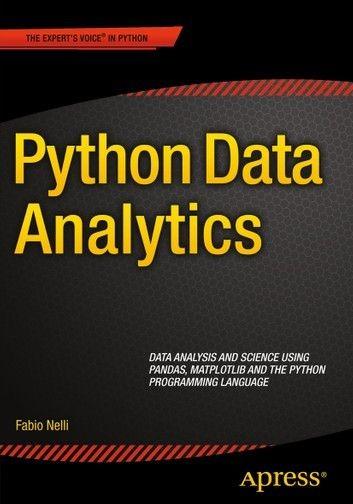 THE EXPERT'S VOICE® IN PYTHON
Python Data
Analytics
DATA ANALYSIS AND SCIENCE USING
PANDAS, MATPLOTLIB AND THE PYTHON
PROGRAMMING LANGUAGE
Fabio Nelli
Apress®